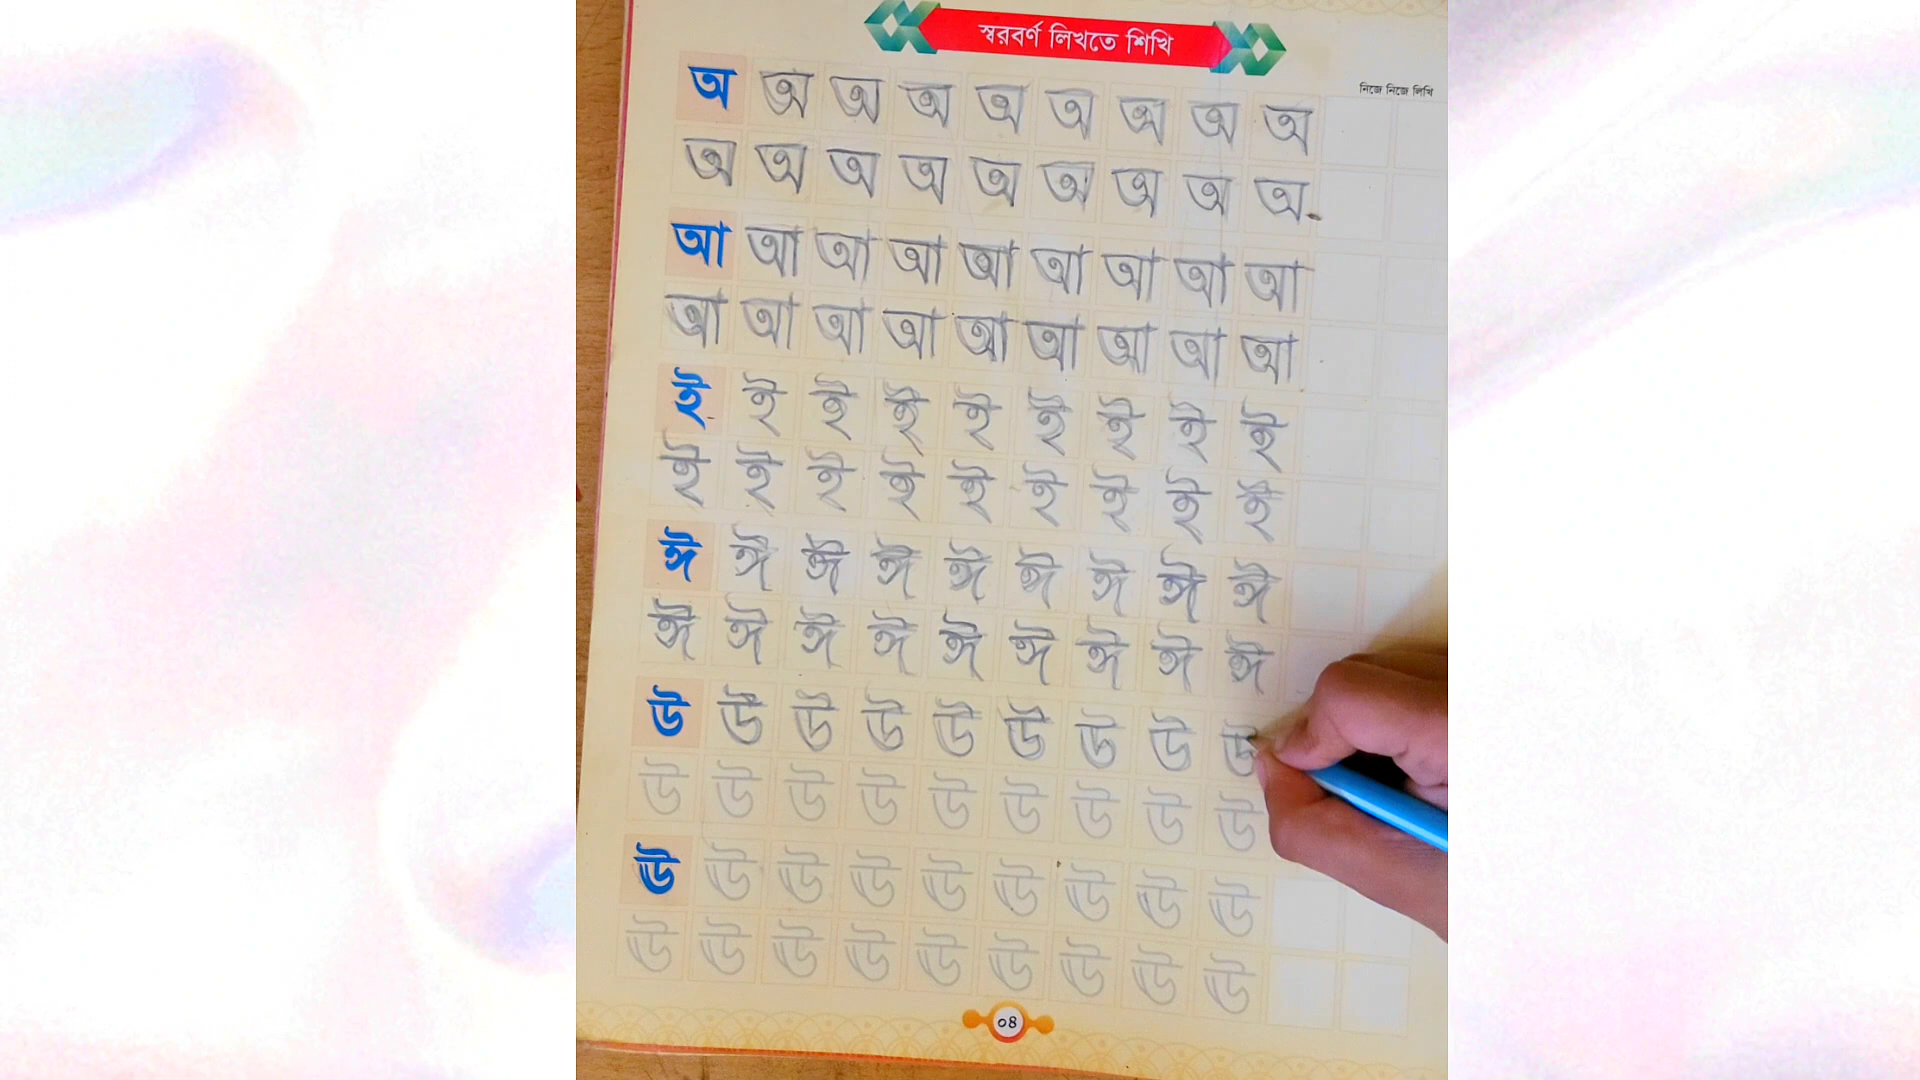 স্বরবর্ণ লিখতে শিখি
নিজে নিজে লিখি
অ অ অ অ অ অ অ অ অ
অ অ অ অ অ অ অ অ অ
আ আ আ আ আ আ আ আ আ
আ আ আ আ আ আ আ আ আ
ই ই ই ই ই ই ই ই ই
ই ই ই ই ই ই ই ই ই
ঈ ঈ ঈ ঈ ঈ ঈ ঈ ঈ ঈ
ঈ ঈ ঈ ঈ ঈ ঈ ঈ ঈ ঈ
উ উ উ উ উ উ উ উ উ
উ উ উ উ উ উ উ উ উ
ঊ ঊ ঊ ঊ ঊ ঊ ঊ ঊ ঊ
ঊ ঊ ঊ ঊ ঊ ঊ ঊ ঊ ঊ
০৪